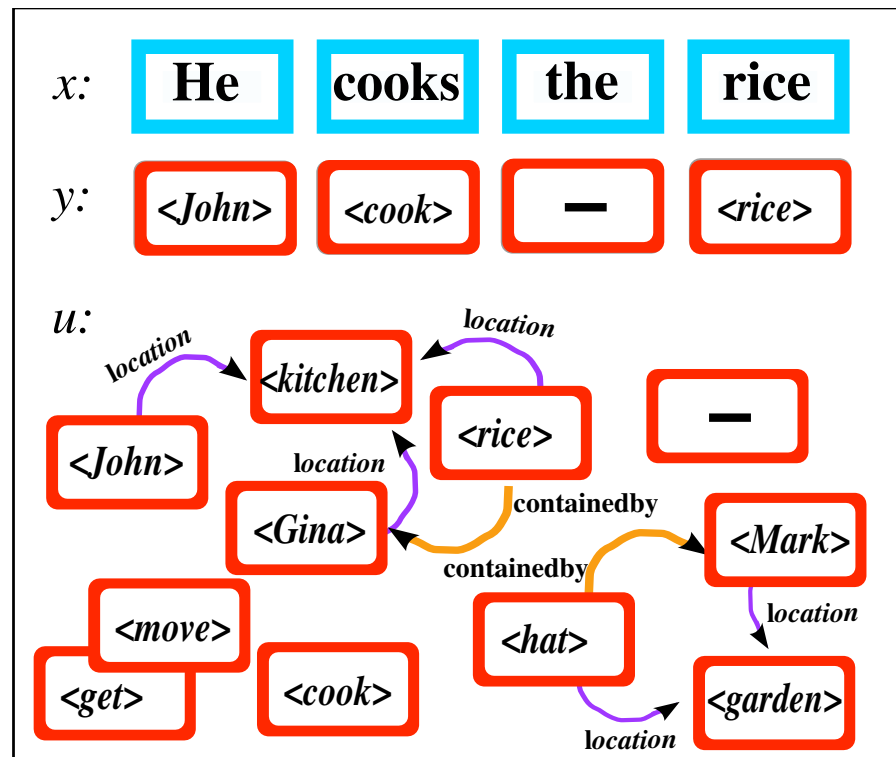 x: He cooks the rice
y: <John> <cook> – <rice>
u:
location
location
<kitchen>
<rice>
–
<John>
location
<Gina>
containedby
<Mark>
containedby
<move>
location
<hat>
<get>
<cook>
<garden>
location